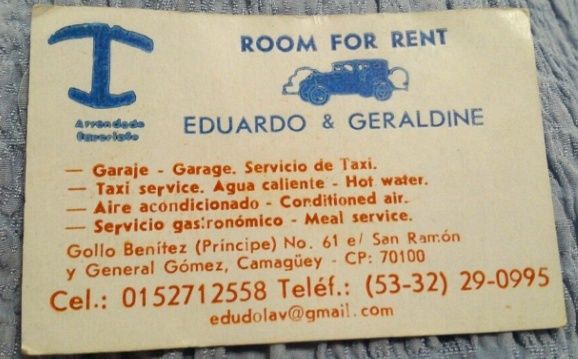 Arrendador
ROOM FOR RENT
EDUARDO & GERALDINE
— Garaje - Garage. Servicio de Taxi.
— Taxi service. Agua caliente - Hot water.
— Aire acondicionado - Conditioned air.
— Servicio gastronómico - Meal service.
Gollo Benítez (Príncipe) No. 61 e/ San Ramón
y General Gómez, Camagüey - CP: 70100
Cel.: 0152712558 Teléf.: (53-32) 29-0995
edudolav@gmail.com